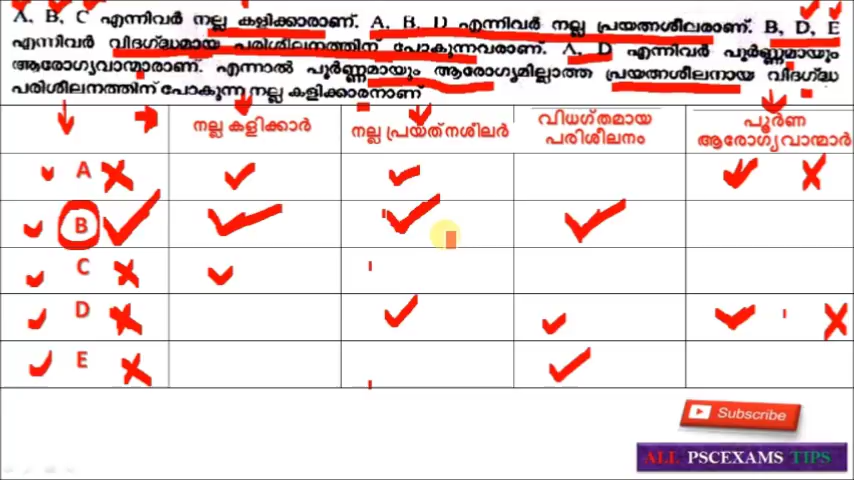 A, B, C എന്നിവർ നല്ല കളിക്കാരാണ്. A, B, D എന്നിവർ നല്ല പ്രയത്നശീലരാണ്. B, D, E
എന്നിവർ വിദഗ്ദ്ധമായ പരിശീലനത്തിന് പോകുന്നവരാണ്. A, D എന്നിവർ പൂർണ്ണമായും
ആരോഗ്യവാന്മാരാണ്. എന്നാൽ പൂർണ്ണമായും ആരോഗ്യമില്ലാത്ത പ്രയത്നശീലനായ വിദഗ്ധ
പരിശീലനത്തിന് പോകുന്ന നല്ല കളിക്കാരനാണ്
നല്ല കളിക്കാർ നല്ല പ്രയത്നശീലർ വിധഗ്തമായ പരിശീലനം പൂർണ ആരോഗ്യവാന്മാർ
A
B
C
D
E
Subscribe
ALL PSCEXAMS TIPS